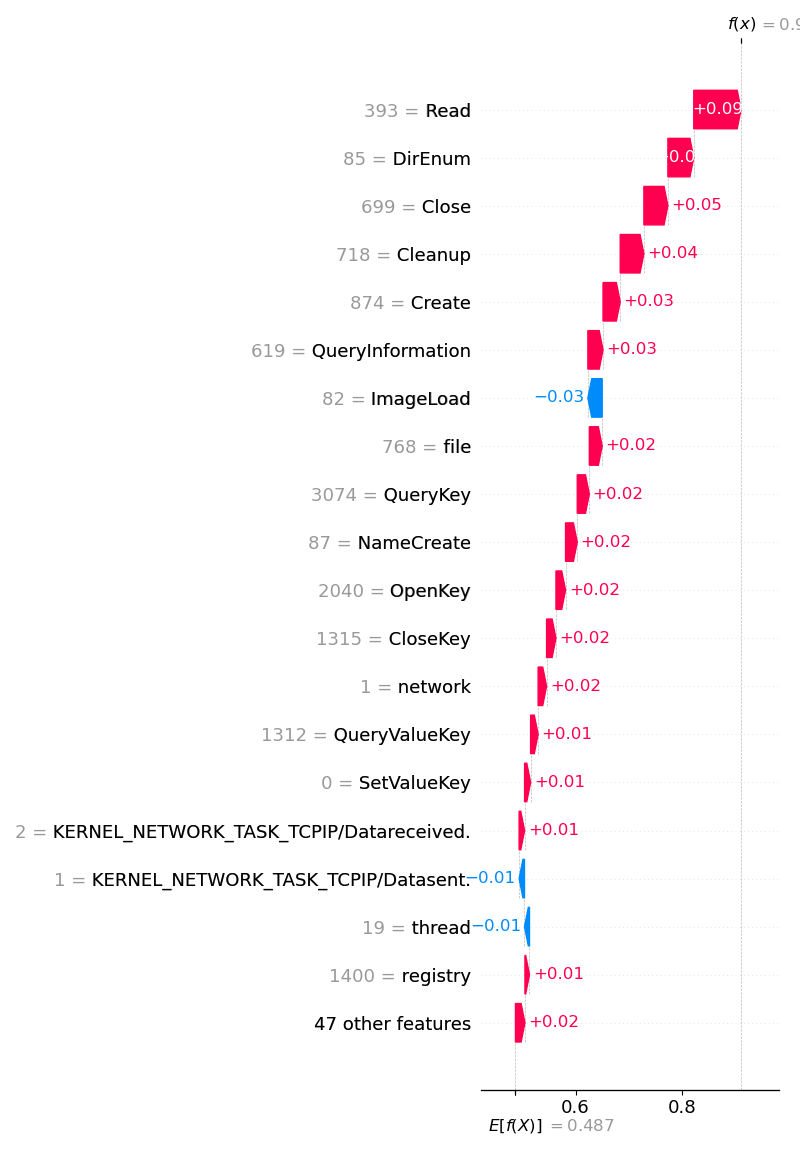 f(x) = 0.9
393 = Read +0.09
85 = DirEnum +0.0
699 = Close +0.05
718 = Cleanup +0.04
874 = Create +0.03
619 = QueryInformation +0.03
82 = ImageLoad −0.03
768 = file +0.02
3074 = QueryKey +0.02
87 = NameCreate +0.02
2040 = OpenKey +0.02
1315 = CloseKey +0.02
1 = network +0.02
1312 = QueryValueKey +0.01
0 = SetValueKey +0.01
2 = KERNEL_NETWORK_TASK_TCPIP/Datareceived. +0.01
1 = KERNEL_NETWORK_TASK_TCPIP/Datasent. −0.01
19 = thread −0.01
1400 = registry +0.01
47 other features +0.02
0.6 0.8
E[f(X)] = 0.487